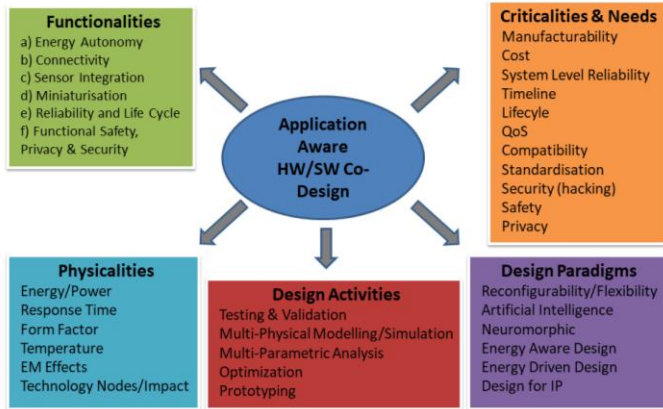 Functionalities
a) Energy Autonomy
b) Connectivity
c) Sensor Integration
d) Miniaturisation
e) Reliability and Life Cycle
f) Functional Safety,
Privacy & Security
Application
Aware
HW/SW Co-
Design
Criticalities & Needs
Manufacturability
Cost
System Level Reliability
Timeline
Lifecyle
QoS
Compatibility
Standardisation
Security (hacking)
Safety
Privacy
Physicalities
Energy/Power
Response Time
Form Factor
Temperature
EM Effects
Technology Nodes/Impact
Design Activities
Testing & Validation
Multi-Physical Modelling/Simulation
Multi-Parametric Analysis
Optimization
Prototyping
Design Paradigms
Reconfigurability/Flexibility
Artificial Intelligence
Neuromorphic
Energy Aware Design
Energy Driven Design
Design for IP